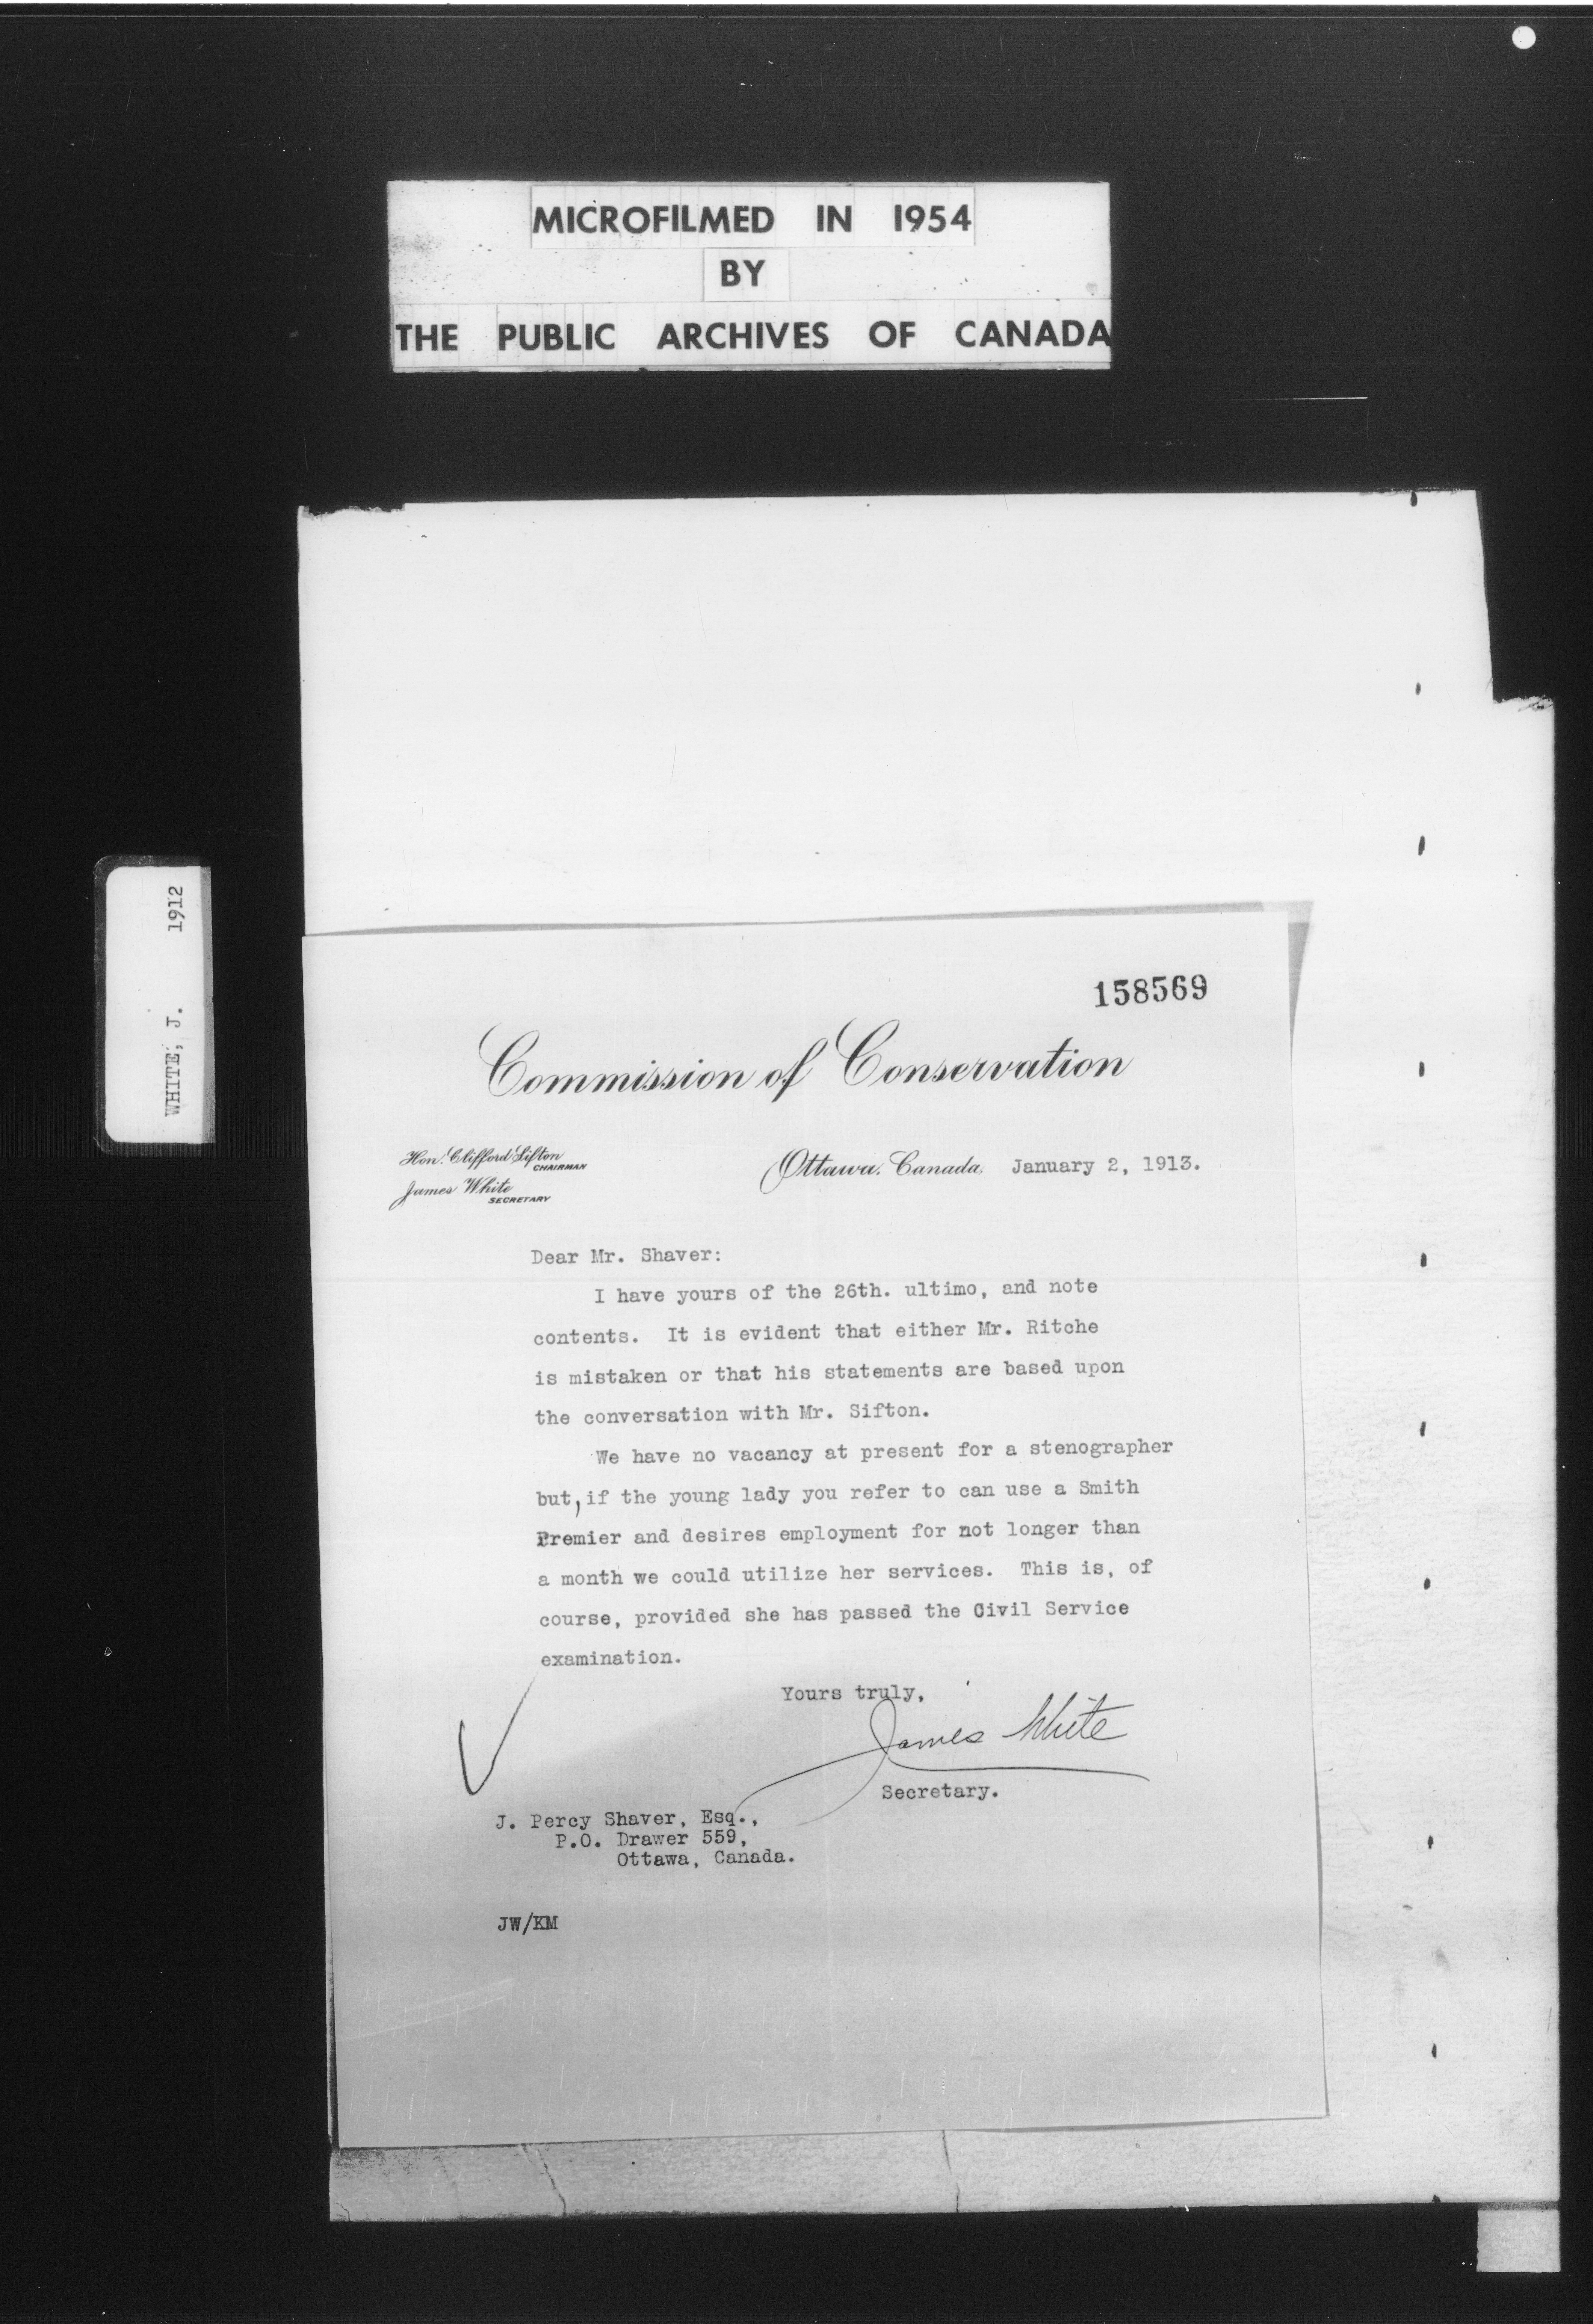 MICROFILMED IN 1954
BY
THE PUBLIC ARCHIVES OF CANADA
WHITE, J. 1912
158569
Commission of Conservation
Hon. Clifford Sifton
CHAIRMAN
James White
SECRETARY
Ottawa, Canada, January 2, 1913.
Dear Mr. Shaver:
I have yours of the 26th. ultimo, and note
contents. It is evident that either Mr. Ritche
is mistaken or that his statements are based upon
the conversation with Mr. Sifton.
We have no vacancy at present for a stenographer
but, if the young lady you refer to can use a Smith
Premier and desires employment for not longer than
a month we could utilize her services. This is, of
course, provided she has passed the Civil Service
examination.
Yours truly,
James White
Secretary.
J. Percy Shaver, Esq.,
P.O. Drawer 559,
Ottawa, Canada.
JW/KM